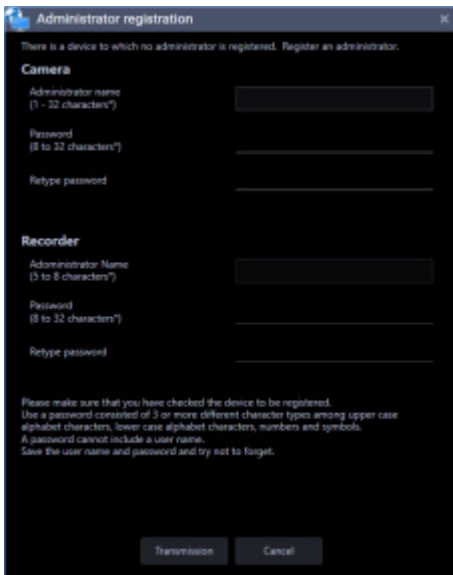 Administrator registration
There is a device to which no administrator is registered. Register an administrator.
Camera
Administrator name
(1 - 32 characters*)
Password
(8 to 32 characters*)
Retype password
Recorder
Adoministrator Name
(5 to 8 characters*)
Password
(8 to 32 characters*)
Retype password
Please make sure that you have checked the device to be registered.
Use a password consisted of 3 or more different character types among upper case
alphabet characters, lower case alphabet characters, numbers and symbols.
A password cannot include a user name.
Save the user name and password and try not to forget.
Transmission Cancel